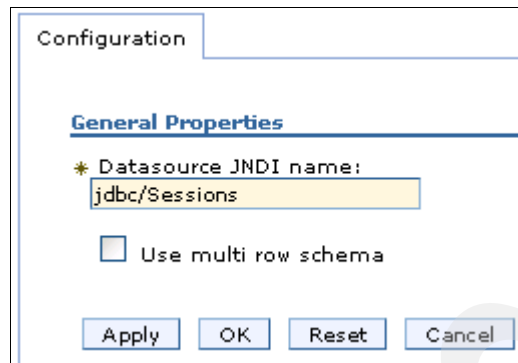 Configuration
General Properties
* Datasource JNDI name:
jdbc/Sessions
Use multi row schema
Apply OK Reset Cancel